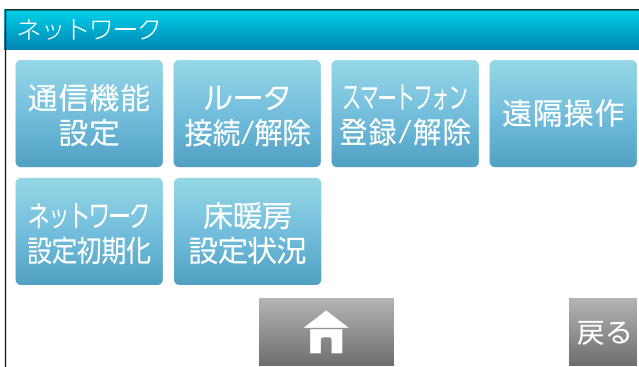 ネットワーク
通信機能
設定
ルータ
接続/解除
スマートフォン
登録/解除
遠隔操作
ネットワーク
設定初期化
床暖房
設定状況
戻る